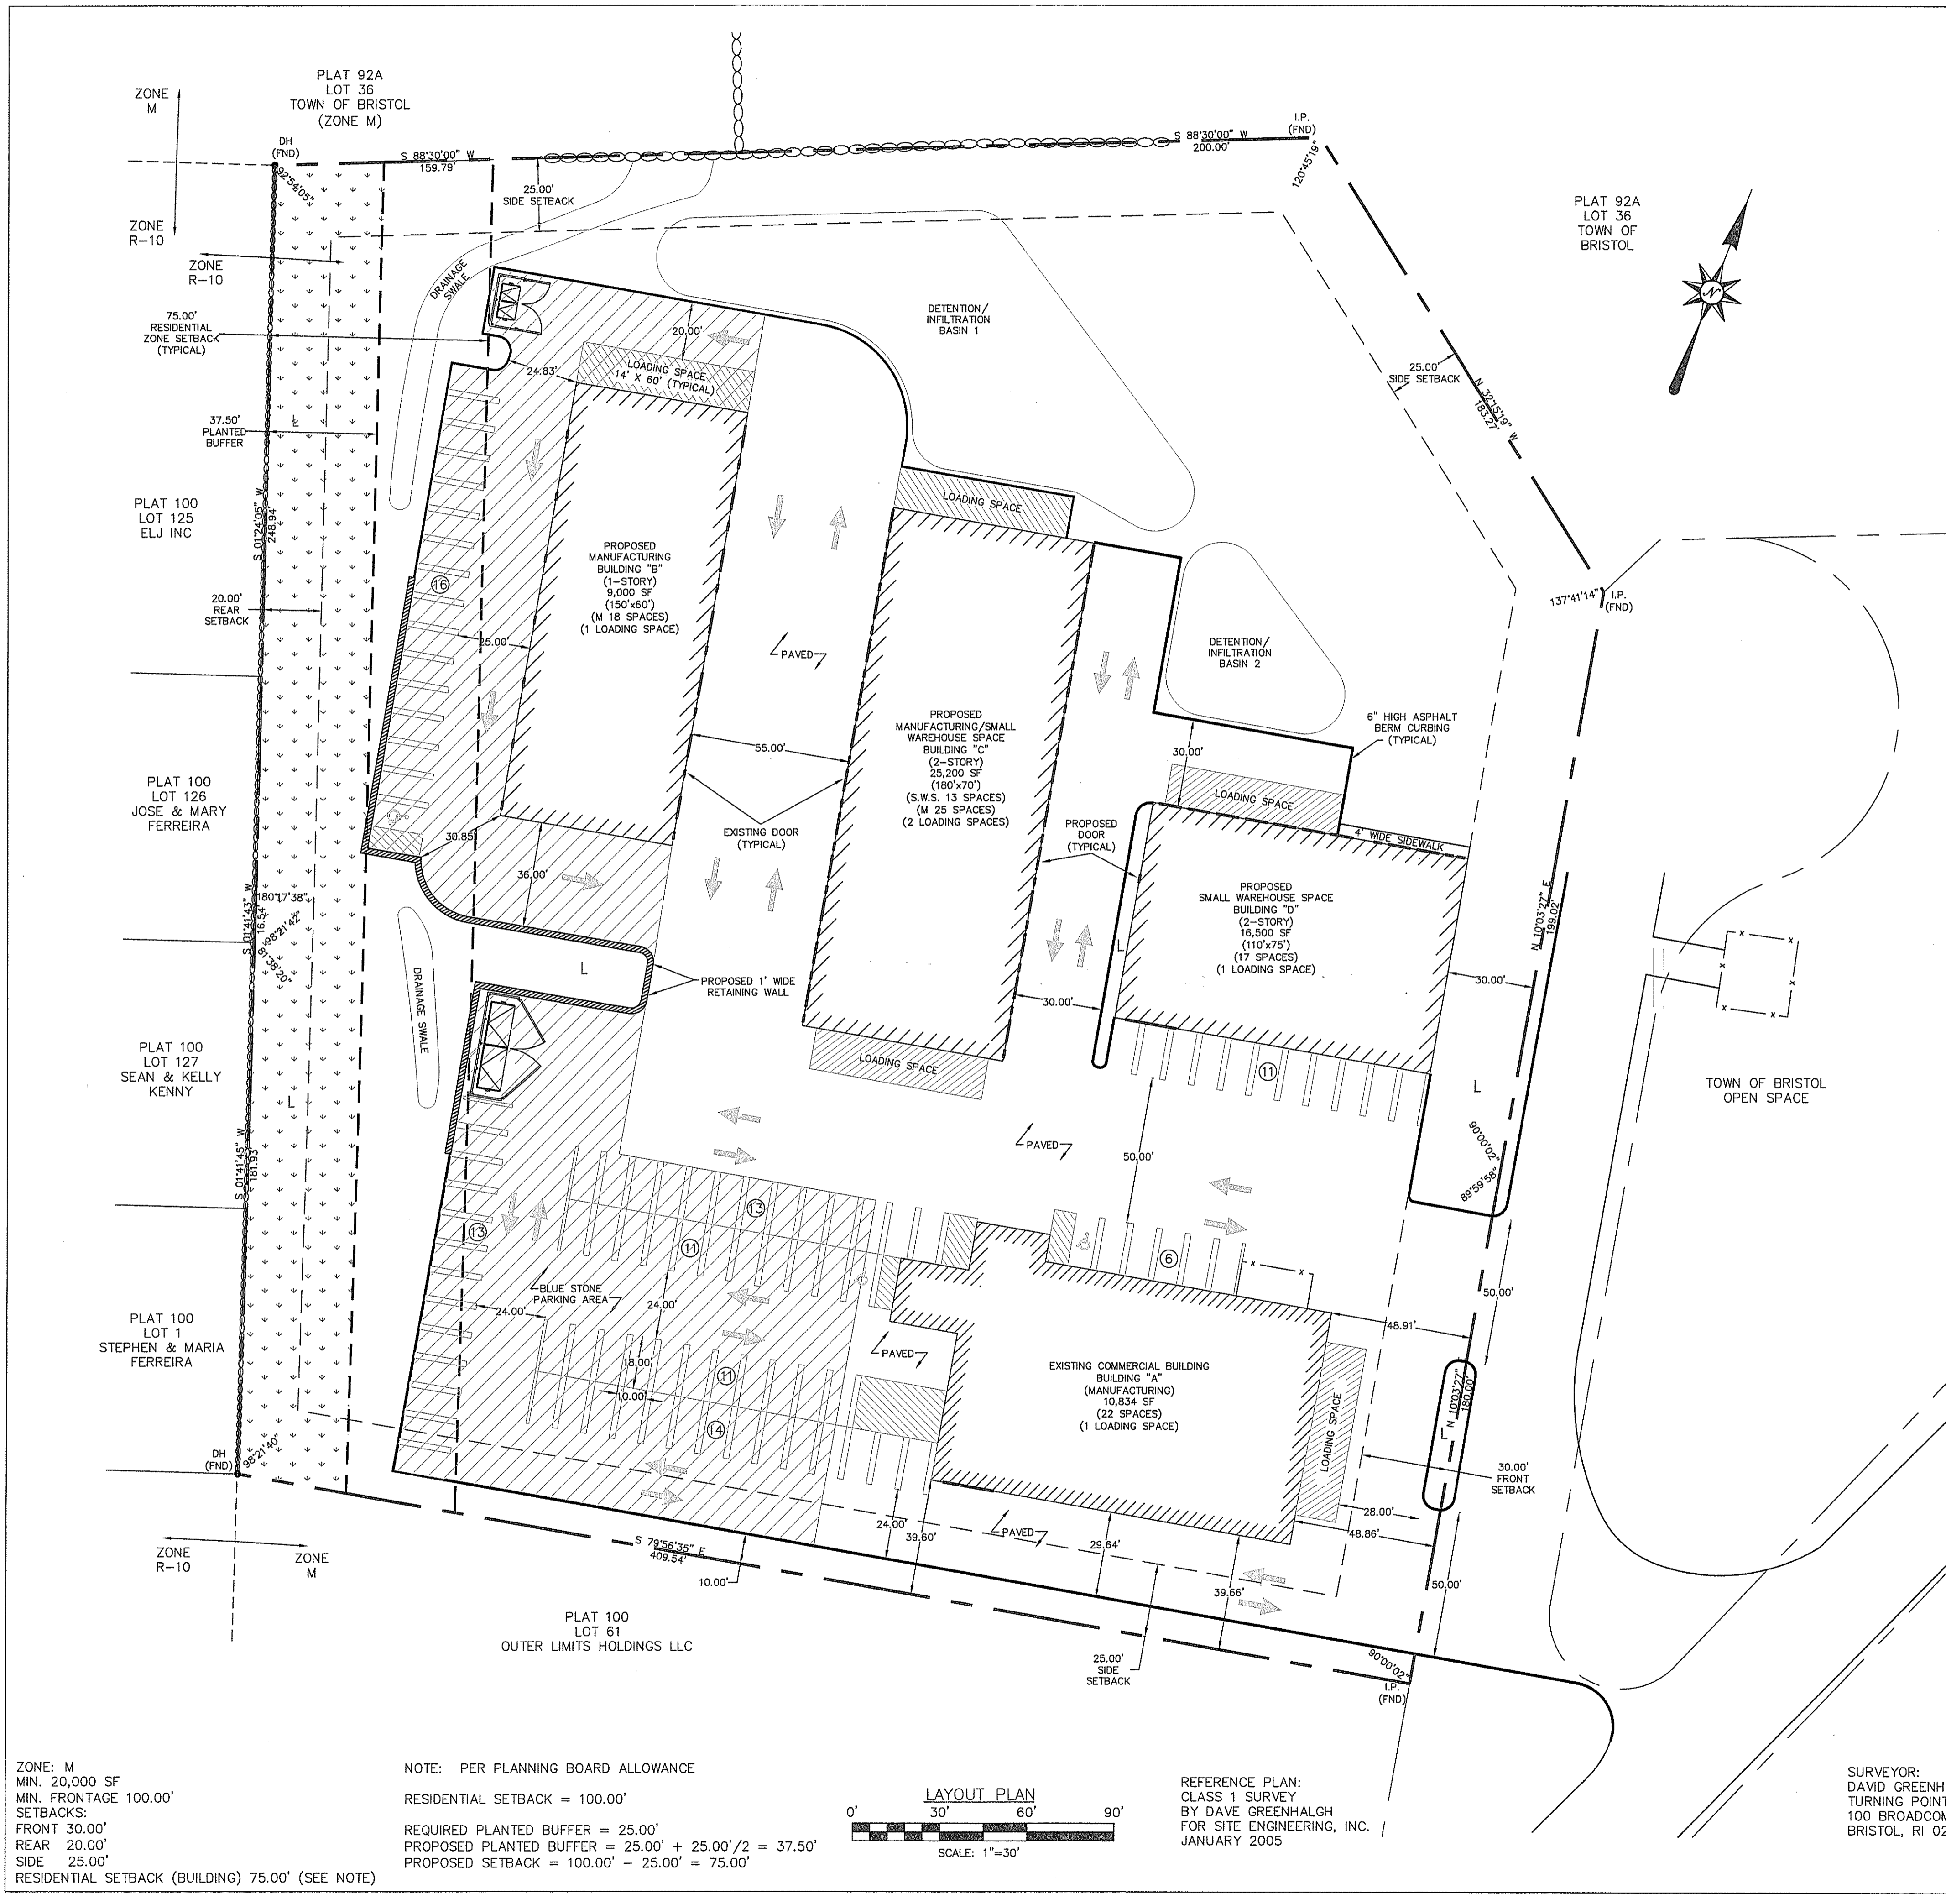 PLAT 92A
LOT 36
TOWN OF BRISTOL
(ZONE M)
ZONE
M
DH
(FND)
S 88°30'00" W
159.79'
S 88°30'00" W
200.00'
I.P.
(FND)
120°45'19"
92°54'05"
25.00'
SIDE SETBACK
PLAT 92A
LOT 36
TOWN OF
BRISTOL
N
ZONE
R-10
ZONE
R-10
DRAINAGE
SWALE
75.00'
RESIDENTIAL
ZONE SETBACK
(TYPICAL)
20.00'
DETENTION/
INFILTRATION
BASIN 1
24.83'
LOADING SPACE
14' X 60' (TYPICAL)
25.00'
SIDE SETBACK
N 32°15'19" W
183.27'
37.50'
PLANTED
BUFFER
L
LOADING SPACE
PLAT 100
LOT 125
ELJ INC
S 01°24'05" W
248.94'
PROPOSED
MANUFACTURING
BUILDING "B"
(1-STORY)
9,000 SF
(150'x60')
(M 18 SPACES)
(1 LOADING SPACE)
16
137°41'14"
I.P.
(FND)
20.00'
REAR
SETBACK
25.00'
PAVED
DETENTION/
INFILTRATION
BASIN 2
PROPOSED
MANUFACTURING/SMALL
WAREHOUSE SPACE
BUILDING "C"
(2-STORY)
25,200 SF
(180'x70')
(S.W.S. 13 SPACES)
(M 25 SPACES)
(2 LOADING SPACES)
6" HIGH ASPHALT
BERM CURBING
(TYPICAL)
55.00'
30.00'
PLAT 100
LOT 126
JOSE & MARY
FERREIRA
LOADING SPACE
30.85'
EXISTING DOOR
(TYPICAL)
PROPOSED
DOOR
(TYPICAL)
4' WIDE SIDEWALK
36.00'
PROPOSED
SMALL WAREHOUSE SPACE
BUILDING "D"
(2-STORY)
16,500 SF
(110'x75')
(17 SPACES)
(1 LOADING SPACE)
N 10°03'27" E
199.02'
S 01°41'43" W
16.54'
180°17'38"
98°21'42"
81°38'20"
L
L
DRAINAGE SWALE
PROPOSED 1' WIDE
RETAINING WALL
30.00'
30.00'
PLAT 100
LOT 127
SEAN & KELLY
KENNY
LOADING SPACE
11
L
TOWN OF BRISTOL
OPEN SPACE
L
PAVED
50.00'
90°00'02"
89°59'58"
S 01°41'45" W
181.93'
13
13
11
6
BLUE STONE
PARKING AREA
24.00'
24.00'
50.00'
48.91'
PLAT 100
LOT 1
STEPHEN & MARIA
FERREIRA
PAVED
18.00'
10.00'
11
14
EXISTING COMMERCIAL BUILDING
BUILDING "A"
(MANUFACTURING)
10,834 SF
(22 SPACES)
(1 LOADING SPACE)
LOADING SPACE
N 10°03'27"
180.00'
L
DH
(FND)
98°21'40"
30.00'
FRONT
SETBACK
28.00'
48.86'
24.00'
39.60'
PAVED
29.64'
S 79°56'35" E
409.54'
10.00'
39.66'
50.00'
ZONE
R-10
ZONE
M
PLAT 100
LOT 61
OUTER LIMITS HOLDINGS LLC
25.00'
SIDE
SETBACK
90°00'02"
I.P.
(FND)
ZONE: M
MIN. 20,000 SF
MIN. FRONTAGE 100.00'
SETBACKS:
FRONT 30.00'
REAR 20.00'
SIDE 25.00'
RESIDENTIAL SETBACK (BUILDING) 75.00' (SEE NOTE)
NOTE: PER PLANNING BOARD ALLOWANCE
RESIDENTIAL SETBACK = 100.00'
REQUIRED PLANTED BUFFER = 25.00'
PROPOSED PLANTED BUFFER = 25.00' + 25.00'/2 = 37.50'
PROPOSED SETBACK = 100.00' - 25.00' = 75.00'
LAYOUT PLAN
0' 30' 60' 90'
SCALE: 1"=30'
REFERENCE PLAN:
CLASS 1 SURVEY
BY DAVE GREENHALGH
FOR SITE ENGINEERING, INC.
JANUARY 2005
SURVEYOR:
DAVID GREENH
TURNING POINT
100 BROADCOM
BRISTOL, RI 02